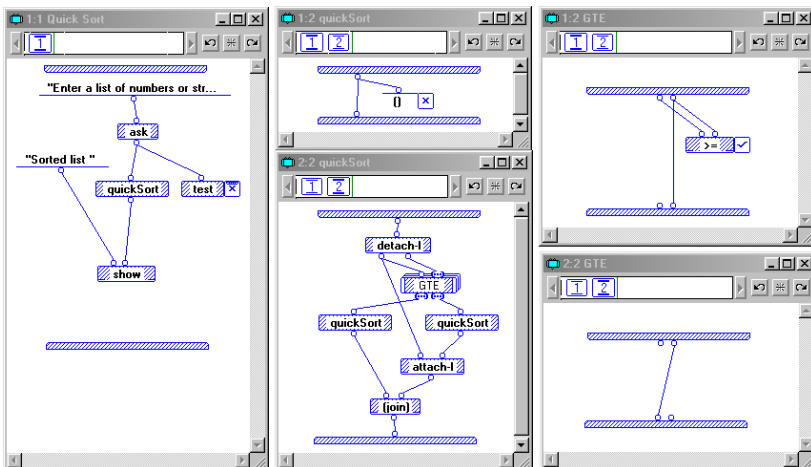 1:1 Quick Sort
1
"Enter a list of numbers or str...
ask
"Sorted list "
quickSort
test
show
1:2 quickSort
1 2
()
2:2 quickSort
1 2
detach-l
GTE
quickSort
quickSort
attach-l
(join)
1:2 GTE
1 2
>=
2:2 GTE
1 2